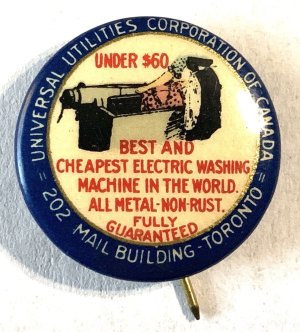 UNIVERSAL UTILITIES CORPORATION OF CANADA
UNDER $60
BEST AND
CHEAPEST ELECTRIC WASHING
MACHINE IN THE WORLD.
ALL METAL-NON-RUST.
FULLY
GUARANTEED
= 202 MAIL BUILDING-TORONTO =